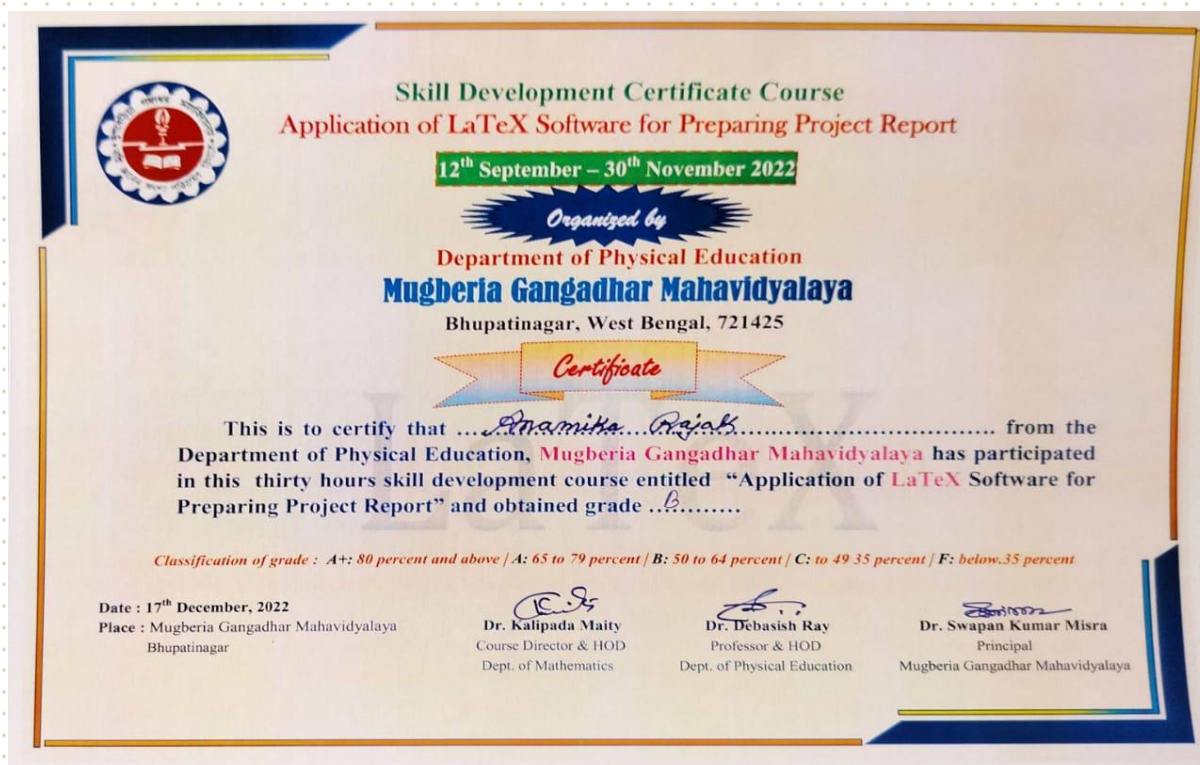 Skill Development Certificate Course
Application of LaTeX Software for Preparing Project Report
12th September – 30th November 2022
Organized by
Department of Physical Education
Mugberia Gangadhar Mahavidyalaya
Bhupatinagar, West Bengal, 721425
Certificate
LaTeX
This is to certify that ...Anamika...Rajak.................................... from the
Department of Physical Education, Mugberia Gangadhar Mahavidyalaya has participated
in this thirty hours skill development course entitled “Application of LaTeX Software for
Preparing Project Report” and obtained grade ..B..........
Classification of grade : A+: 80 percent and above / A: 65 to 79 percent / B: 50 to 64 percent / C: to 49 35 percent / F: below.35 percent
Date : 17th December, 2022
Place : Mugberia Gangadhar Mahavidyalaya
Bhupatinagar
Dr. Kalipada Maity
Course Director & HOD
Dept. of Mathematics
Dr. Debasish Ray
Professor & HOD
Dept. of Physical Education
Dr. Swapan Kumar Misra
Principal
Mugberia Gangadhar Mahavidyalaya